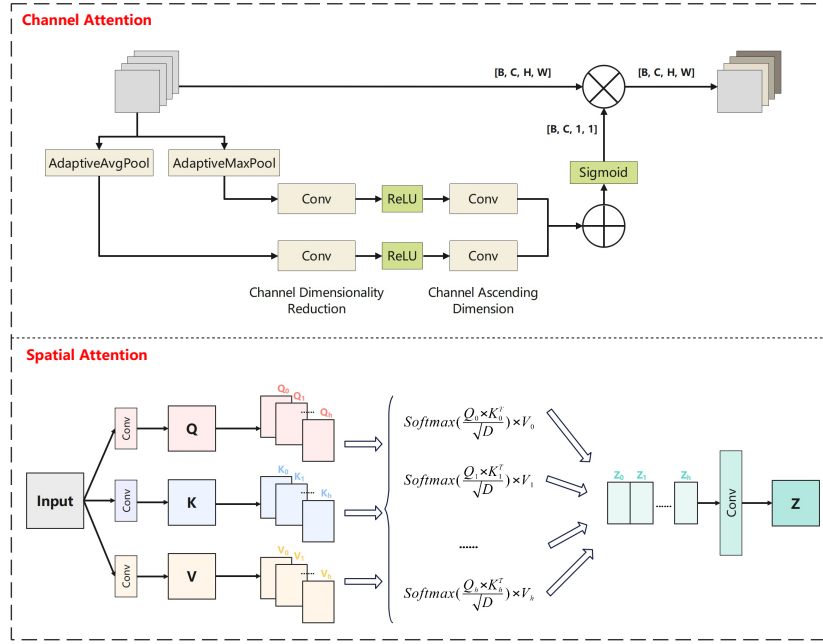 Channel Attention
[B, C, H, W]
[B, C, H, W]
[B, C, 1, 1]
AdaptiveAvgPool
AdaptiveMaxPool
Sigmoid
Conv
ReLU
Conv
Conv
ReLU
Conv
Channel Dimensionality
Reduction
Channel Ascending
Dimension
Spatial Attention
Input
Conv
Q
Q₀
Q₁
......
Qₕ
Conv
K
K₀
K₁
......
Kₕ
Conv
V
V₀
V₁
......
Vₕ
Softmax(Q₀×K₀ᵀ/√D)×V₀
Softmax(Q₁×K₁ᵀ/√D)×V₁
......
Softmax(Qₕ×Kₕᵀ/√D)×Vₕ
Z₀
Z₁
......
Zₕ
Conv
Z